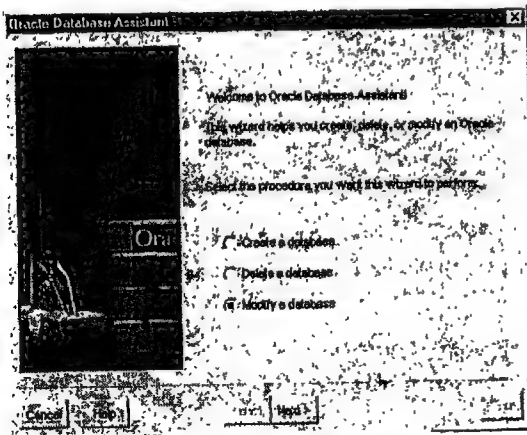 Oracle Database Assistant
Welcome to Oracle Database Assistant!
This wizard helps you create, delete, or modify an Oracle
database.
Select the procedure you want this wizard to perform.
Ora
Create a database.
Delete a database.
Modify a database
Cancel Help Next